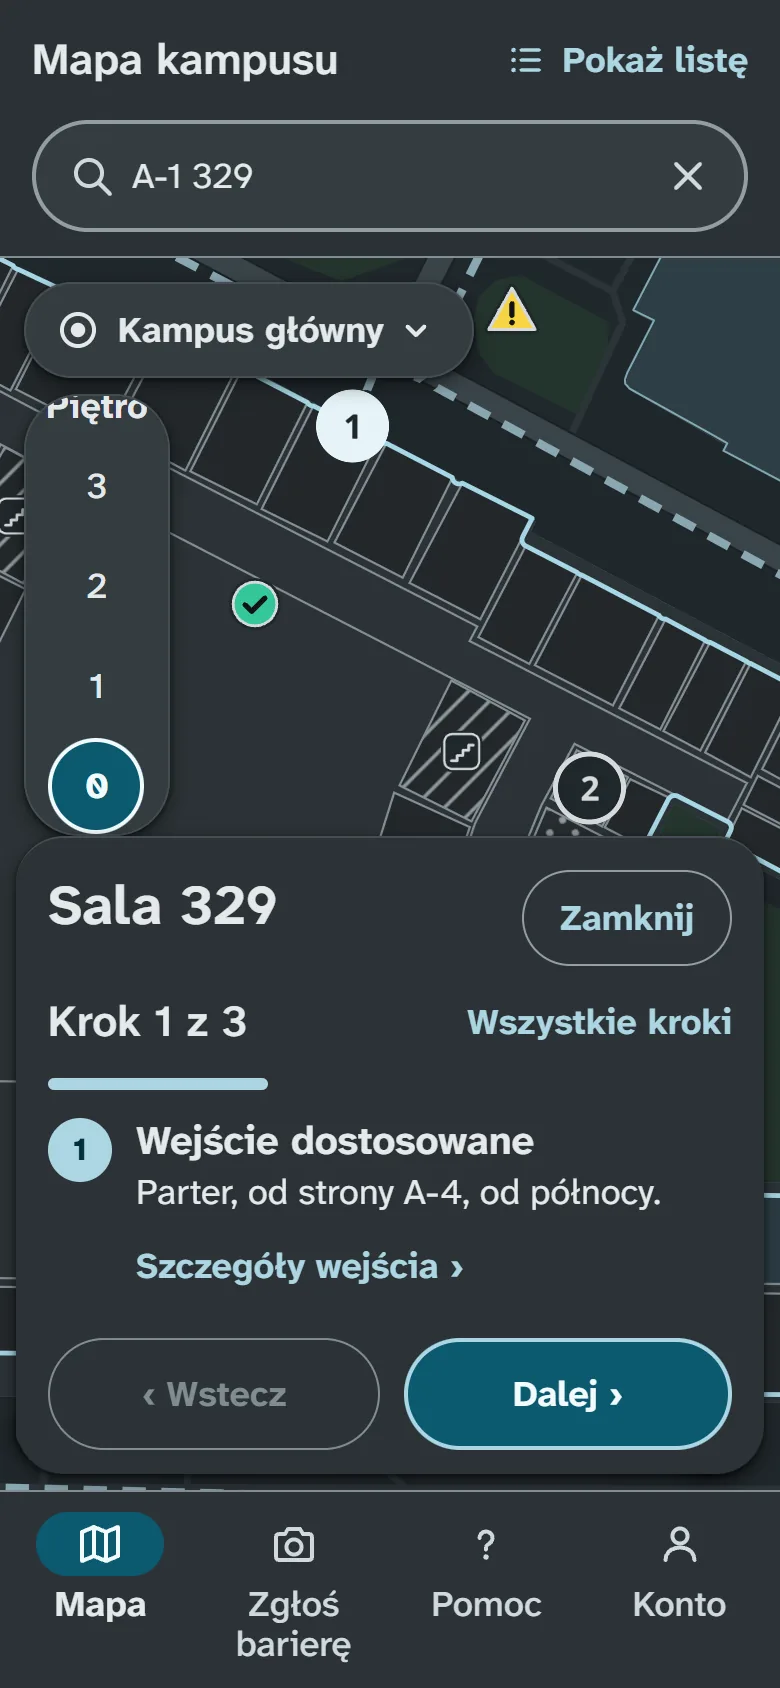 Mapa kampusu
Pokaż listę
A-1 329
Kampus główny
1
Piętro
3
2
1
0
2
Sala 329
Zamknij
Krok 1 z 3
Wszystkie kroki
1
Wejście dostosowane
Parter, od strony A-4, od północy.
Szczegóły wejścia ›
‹ Wstecz
Dalej ›
Mapa
Zgłoś
barierę
Pomoc
Konto